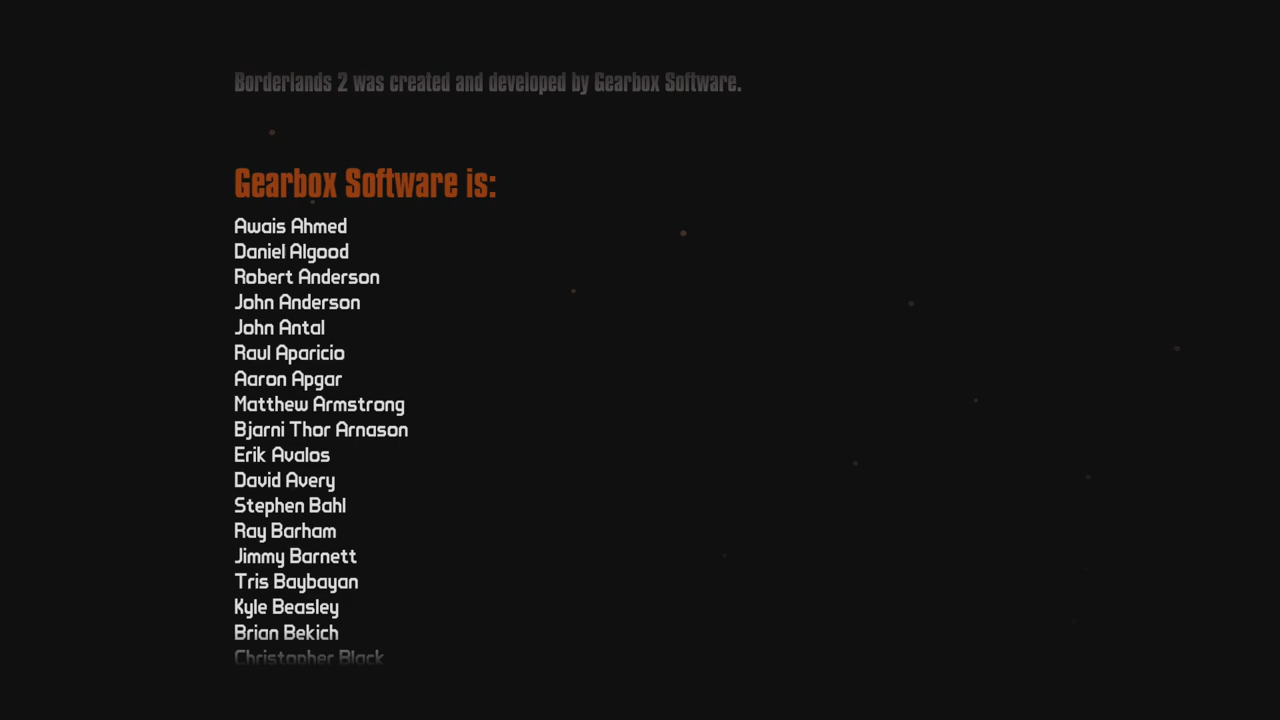 Borderlands 2 was created and developed by Gearbox Software.
Gearbox Software is:
Awais Ahmed
Daniel Algood
Robert Anderson
John Anderson
John Antal
Raul Aparicio
Aaron Apgar
Matthew Armstrong
Bjarni Thor Arnason
Erik Avalos
David Avery
Stephen Bahl
Ray Barham
Jimmy Barnett
Tris Baybayan
Kyle Beasley
Brian Bekich
Christopher Black